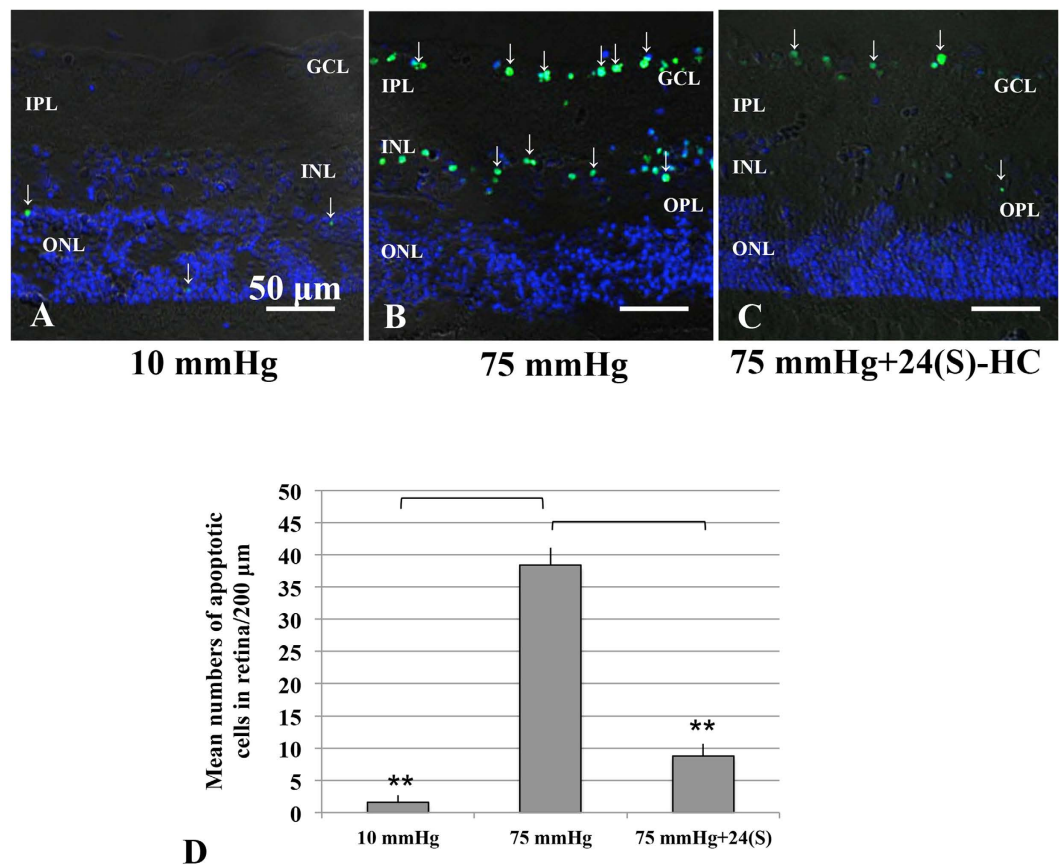 GCL
IPL
INL
ONL
50 µm
A
10 mmHg
IPL
GCL
INL
OPL
ONL
B
75 mmHg
GCL
IPL
INL
OPL
ONL
C
75 mmHg+24(S)-HC
Mean numbers of apoptotic
cells in retina/200 µm
50
45
40
35
30
25
20
15
10
5
0
**
**
10 mmHg
75 mmHg
75 mmHg+24(S)
D